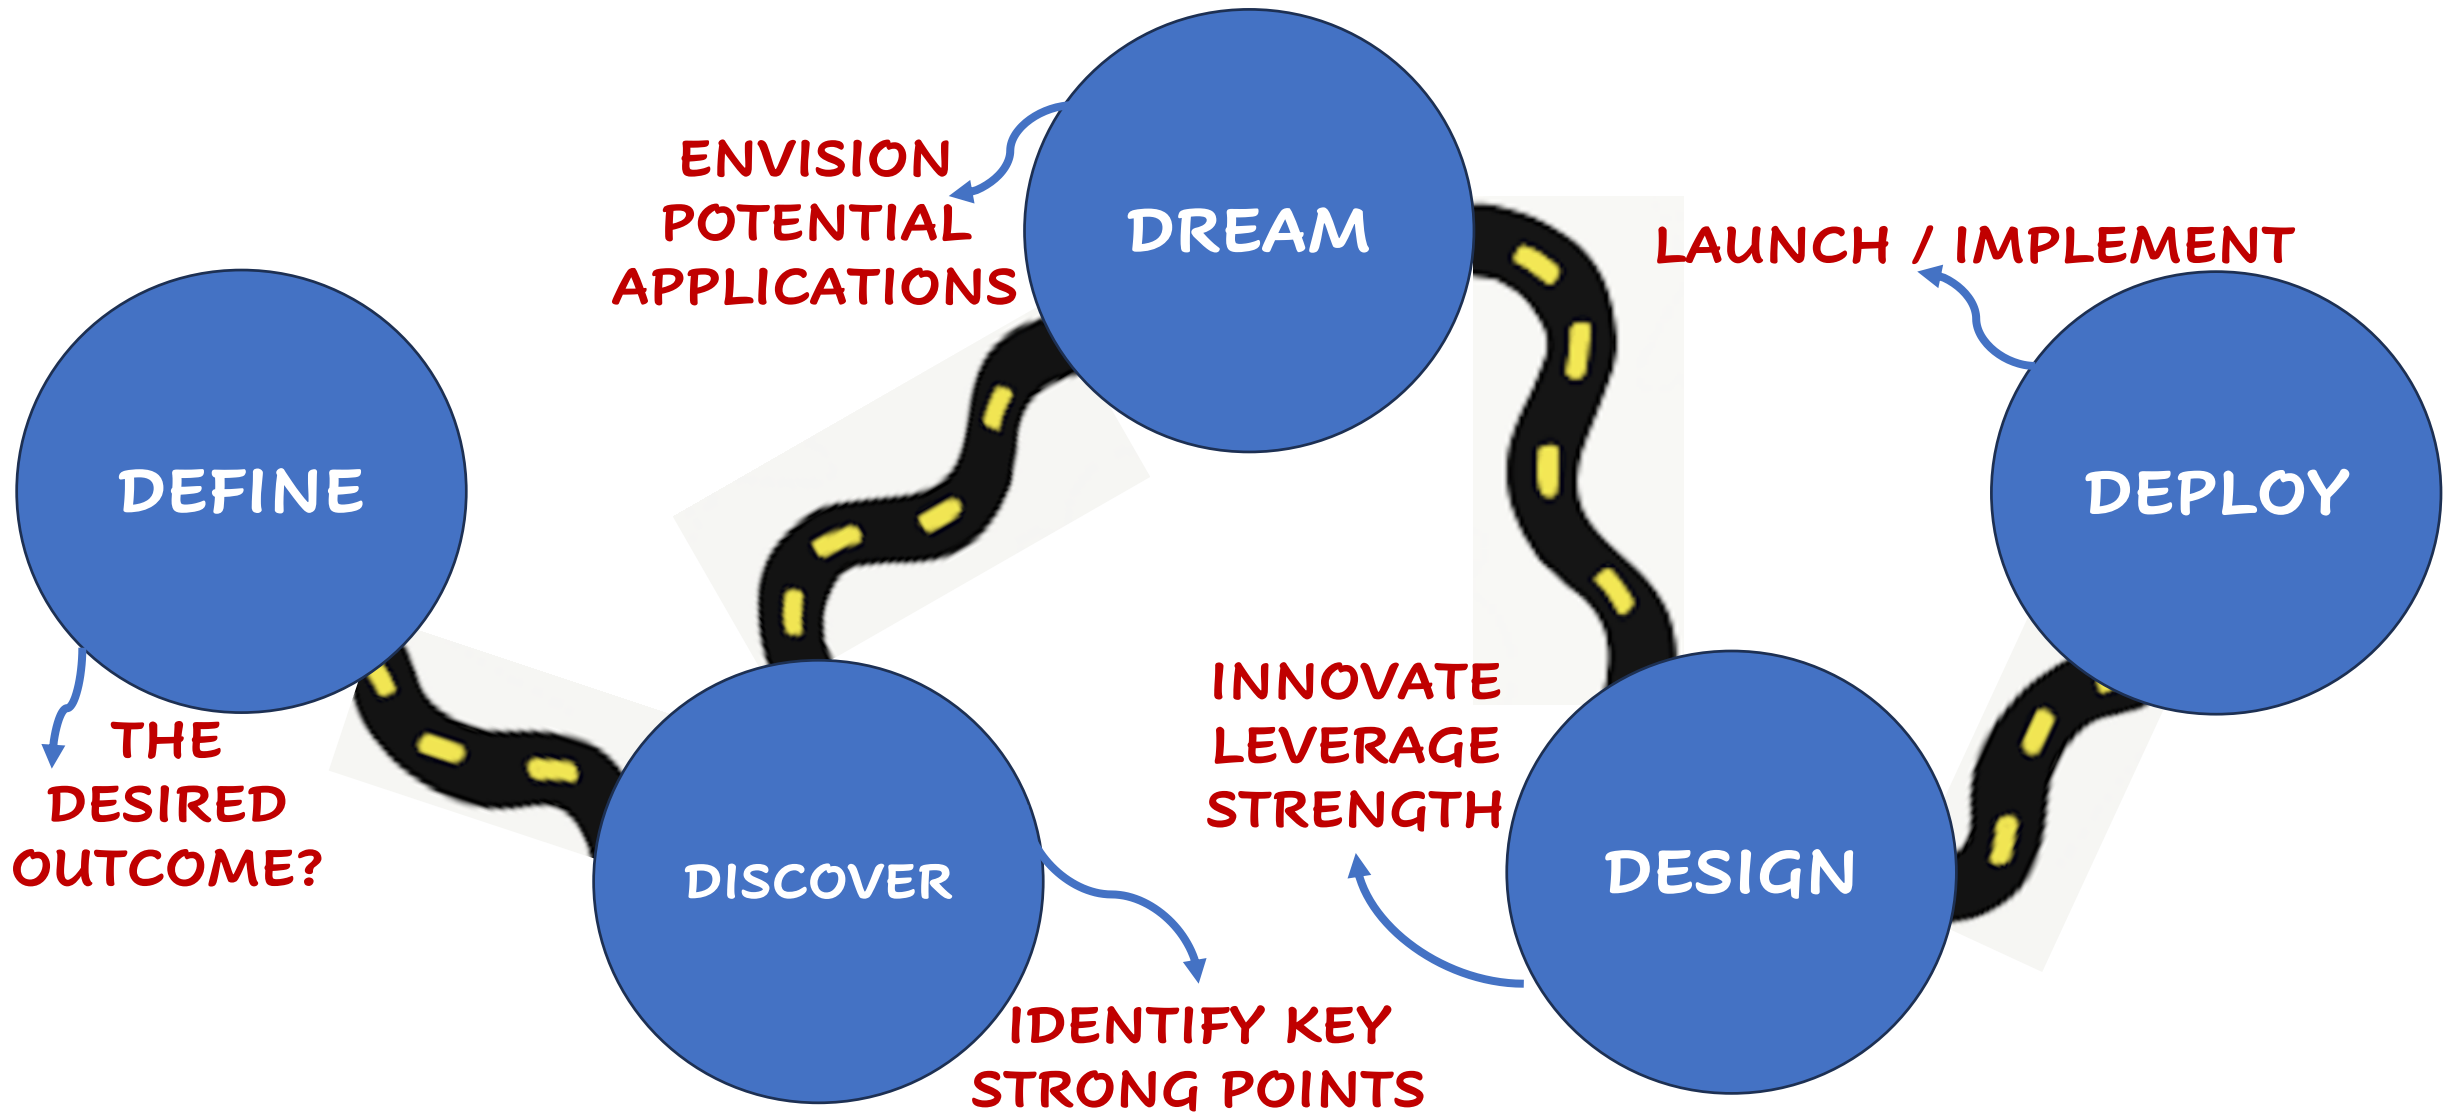 DEFINE
THE
DESIRED
OUTCOME?
DISCOVER
IDENTIFY KEY
STRONG POINTS
DREAM
ENVISION
POTENTIAL
APPLICATIONS
DESIGN
INNOVATE
LEVERAGE
STRENGTH
DEPLOY
LAUNCH / IMPLEMENT